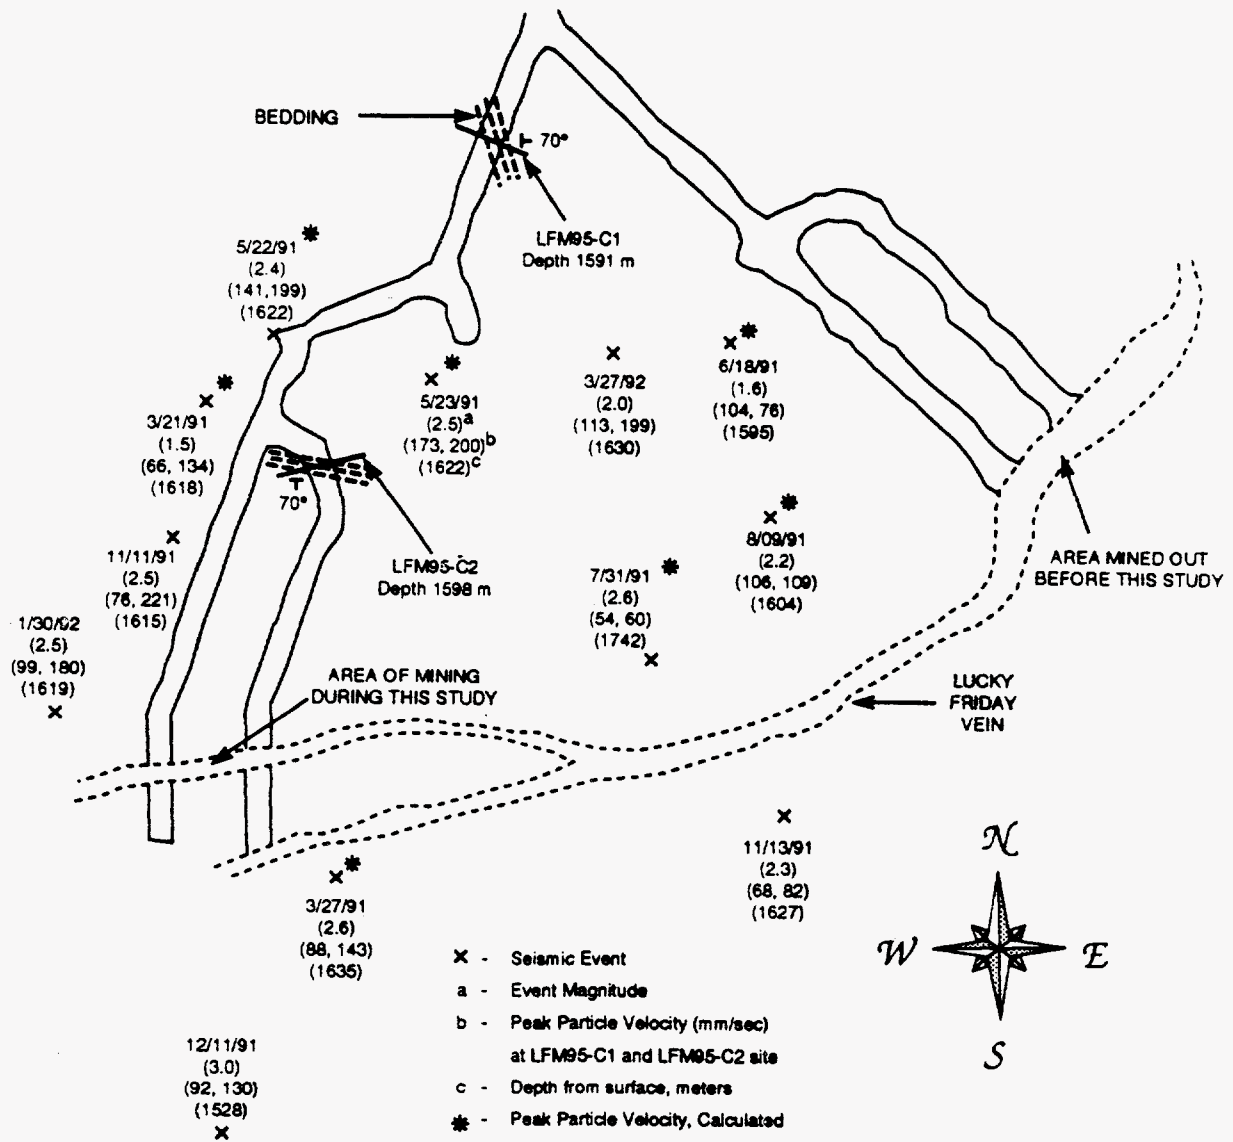 BEDDING
70°
LFM95-C1
Depth 1591 m
5/22/91
(2.4)
(141,199)
(1622)
3/21/91
(1.5)
(66, 134)
(1618)
5/23/91
(2.5)a
(173, 200)b
(1622)c
3/27/92
(2.0)
(113, 199)
(1630)
6/18/91
(1.6)
(104, 76)
(1595)
70°
LFM95-C2
Depth 1598 m
11/11/91
(2.5)
(76, 221)
(1615)
7/31/91
(2.6)
(54, 60)
(1742)
8/09/91
(2.2)
(106, 109)
(1604)
AREA MINED OUT
BEFORE THIS STUDY
1/30/92
(2.5)
(99, 180)
(1619)
AREA OF MINING
DURING THIS STUDY
LUCKY
FRIDAY
VEIN
11/13/91
(2.3)
(68, 82)
(1627)
3/27/91
(2.6)
(88, 143)
(1635)
12/11/91
(3.0)
(92, 130)
(1528)
N
W
E
S
× - Seismic Event
a - Event Magnitude
b - Peak Particle Velocity (mm/sec)
at LFM95-C1 and LFM95-C2 site
c - Depth from surface, meters
* - Peak Particle Velocity, Calculated